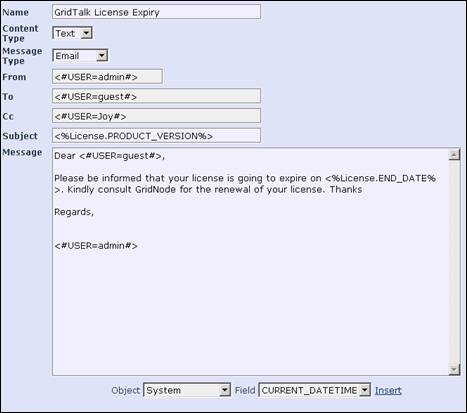 Name GridTalk License Expiry
Content Type Text
Message Type Email
From <#USER=admin#>
To <#USER=guest#>
Cc <#USER=Joy#>
Subject <%License.PRODUCT_VERSION%>
Message Dear <#USER=guest#>,
Please be informed that your license is going to expire on <%License.END_DATE%
>. Kindly consult GridNode for the renewal of your license. Thanks
Regards,
<#USER=admin#>
Object System Field CURRENT_DATETIME Insert